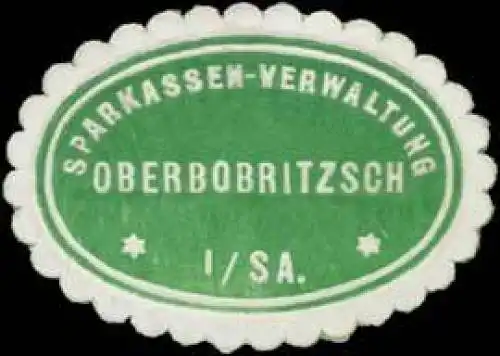 SPARKASSEN-VERWALTUNG
OBERBOBRITZSCH
I/SA.